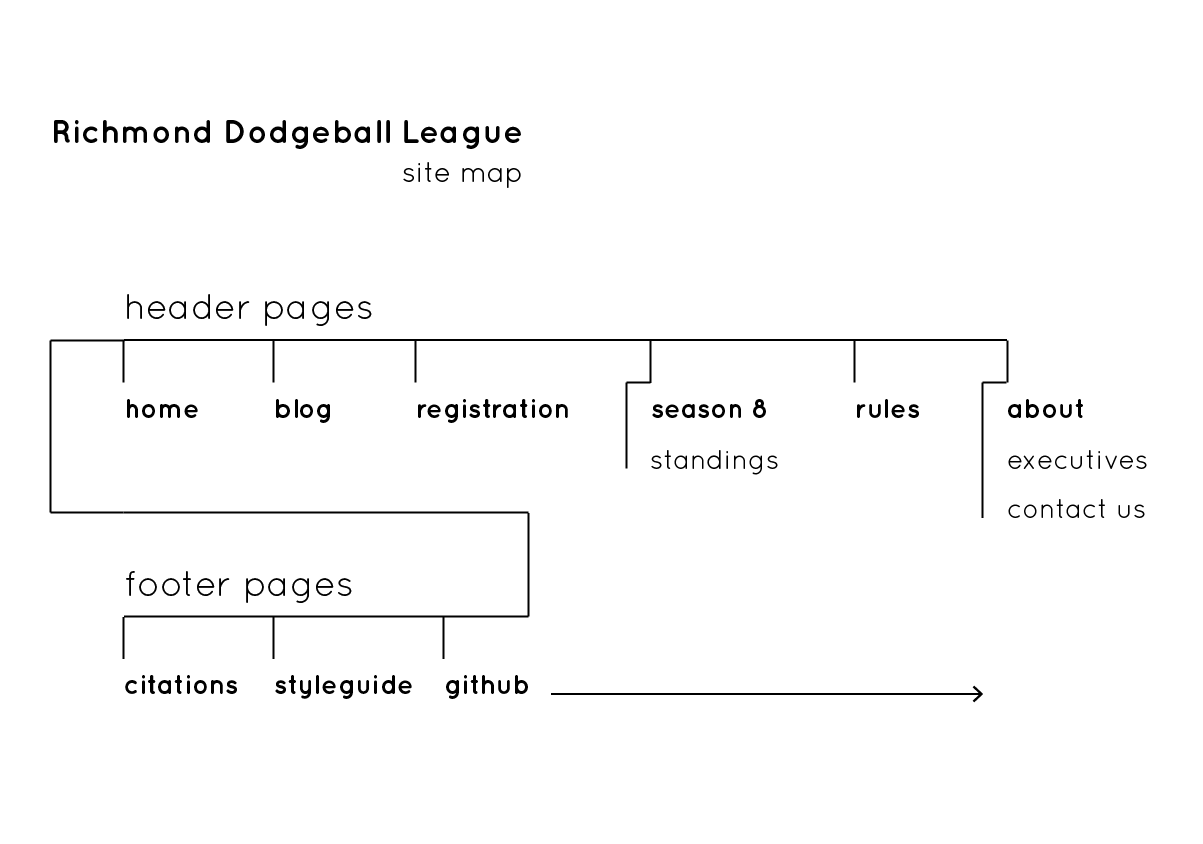 Richmond Dodgeball League
site map
header pages
home blog registration season 8 rules about
standings executives
contact us
footer pages
citations styleguide github